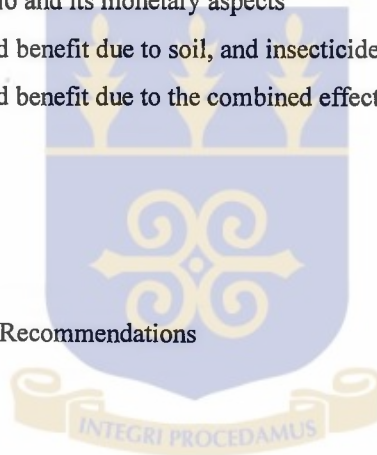 and its monetary aspects
d benefit due to soil, and insecticide
d benefit due to the combined effect
Recommendations
INTEGRI PROCEDAMUS